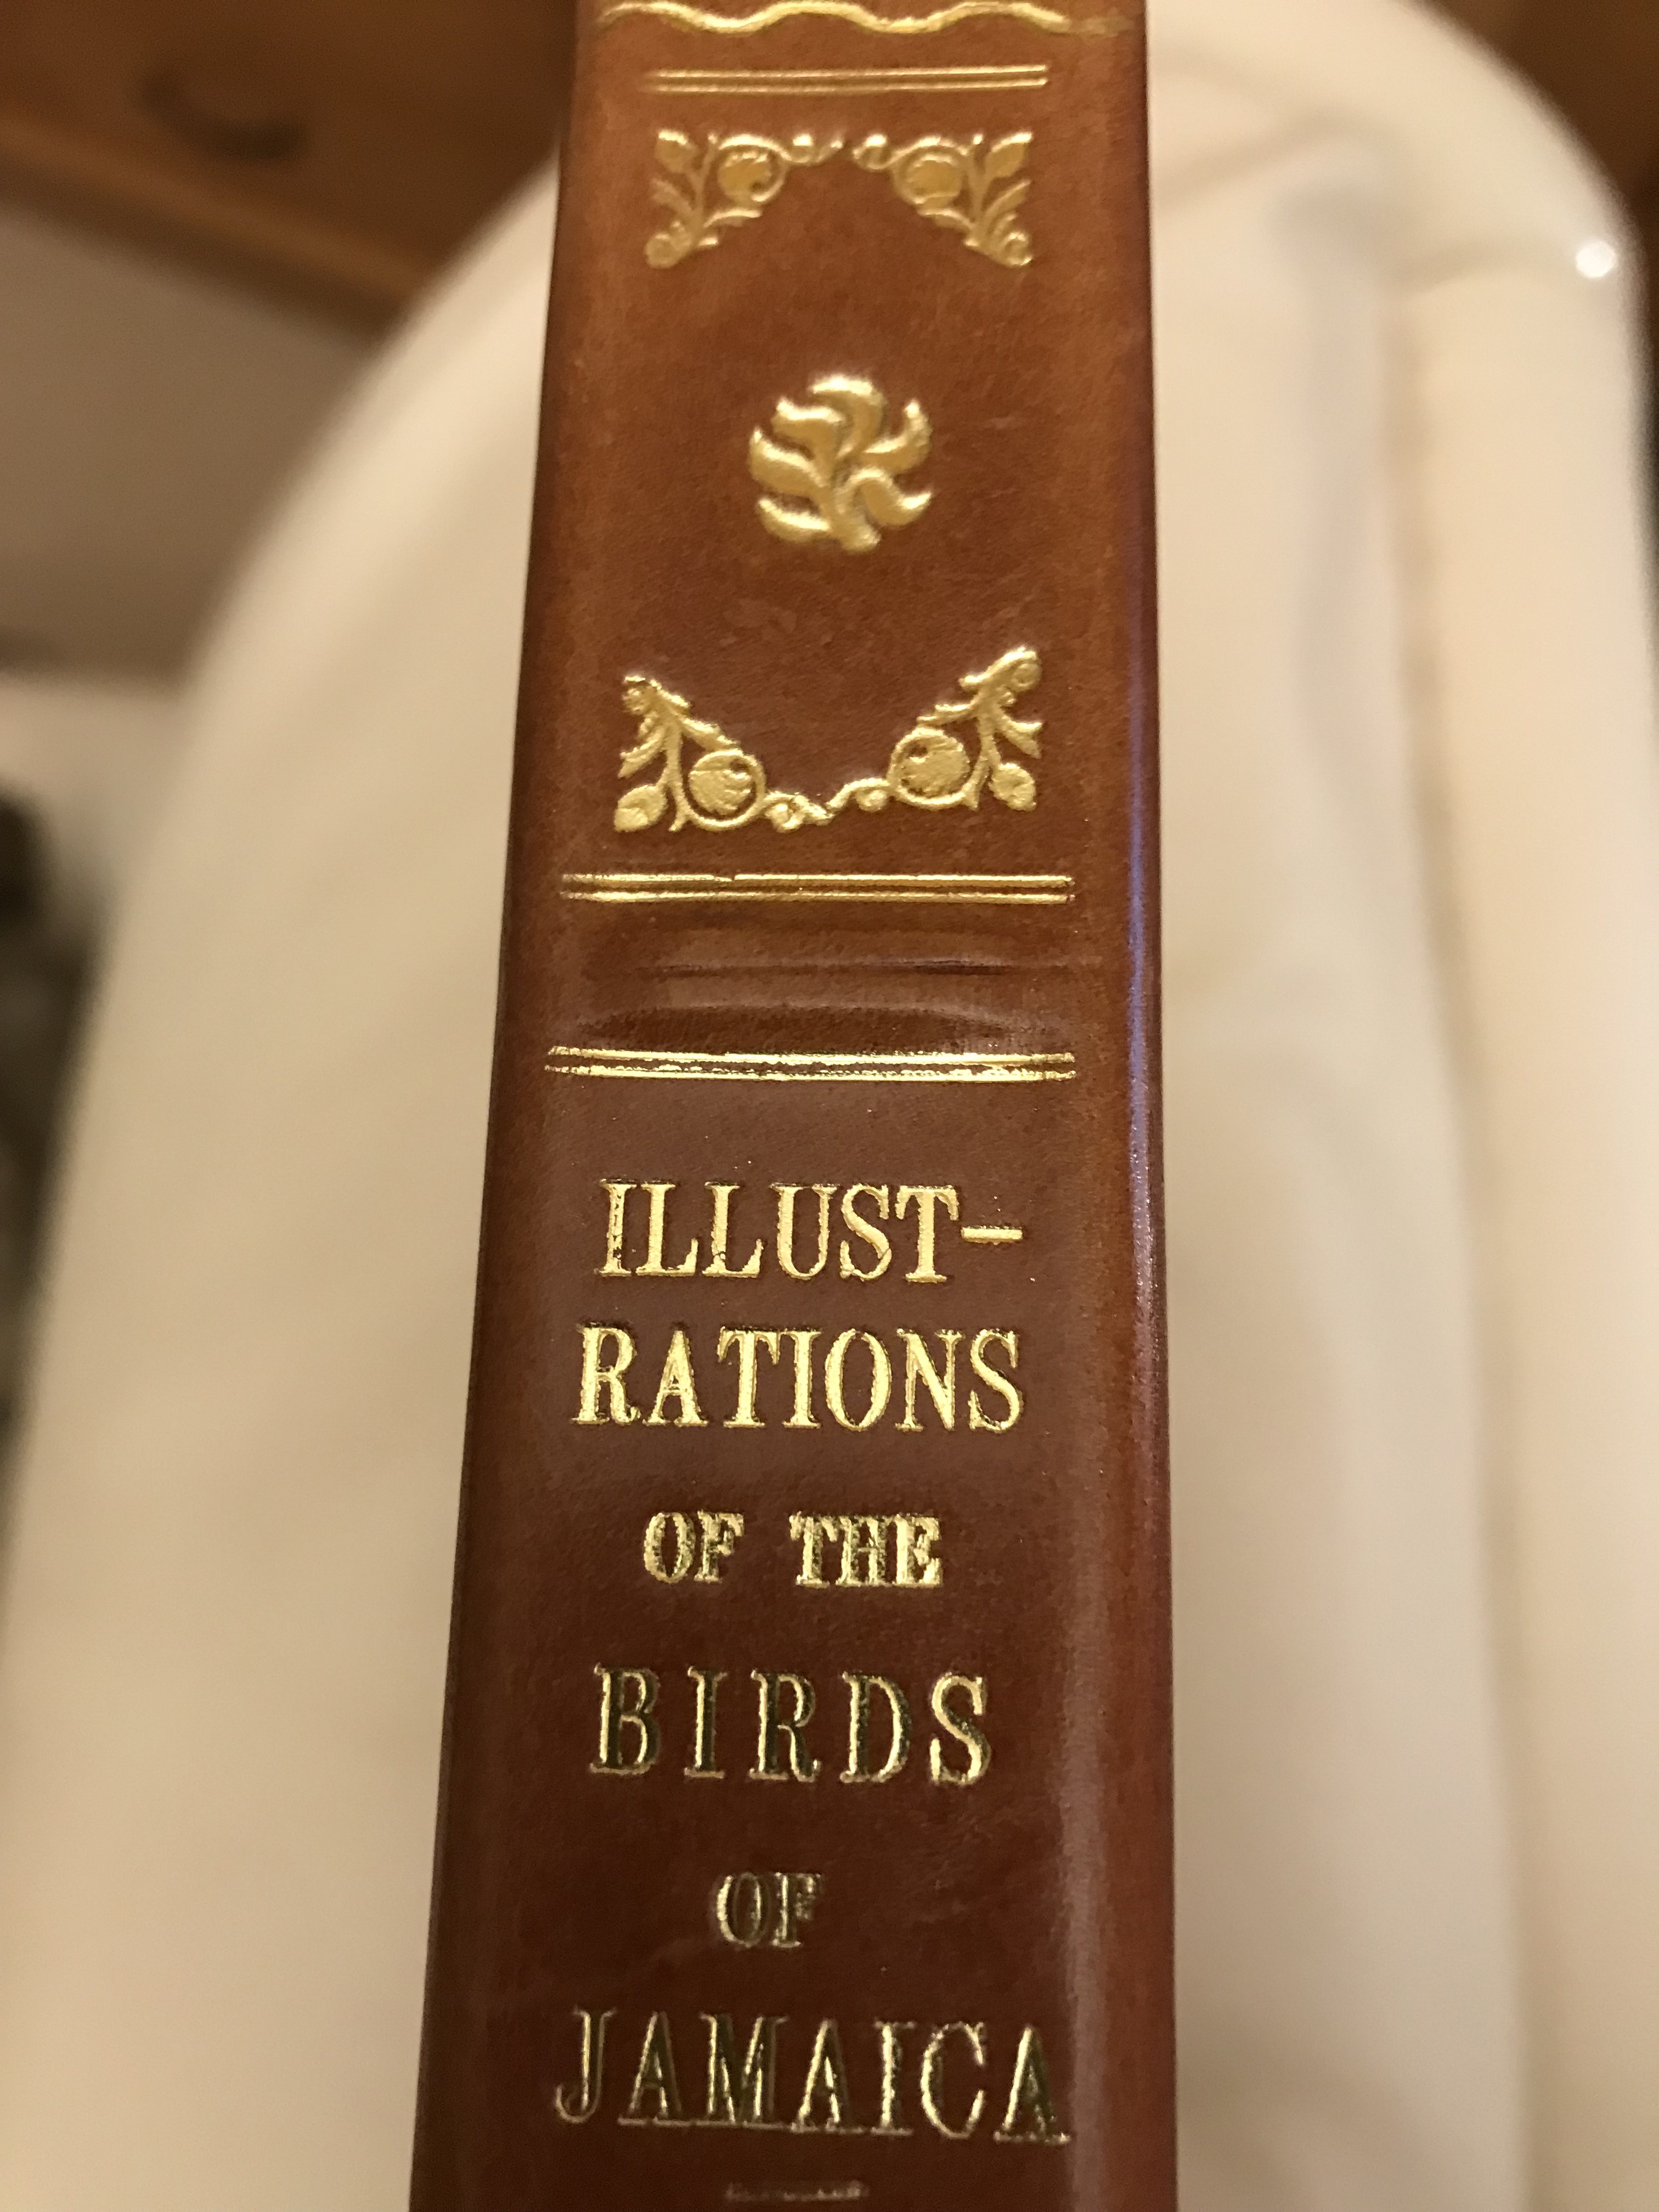 ILLUST-
RATIONS
OF THE
BIRDS
OF
JAMAICA